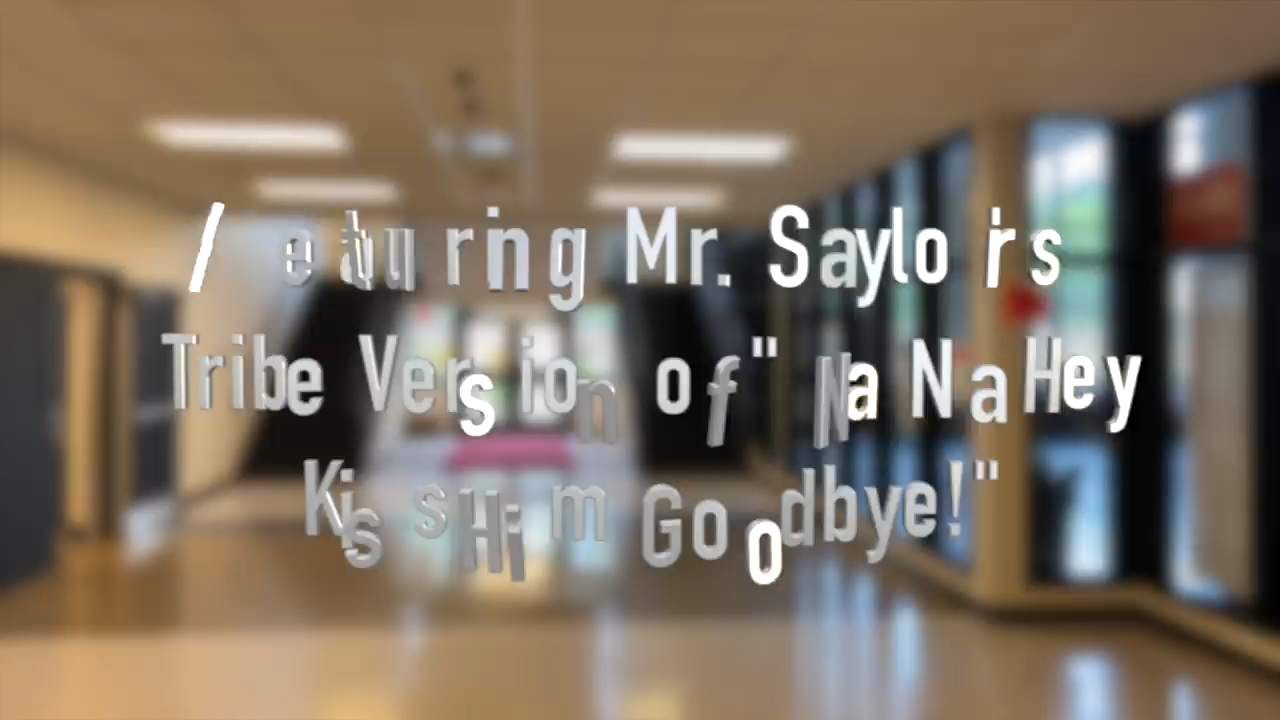 Featuring Mr. Saylor's
Tribe Version of "Na Na Hey
Kiss Him Goodbye!"